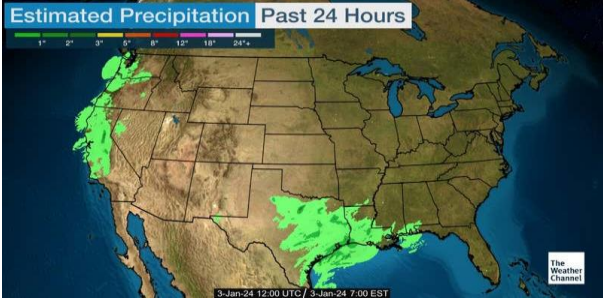 Estimated Precipitation Past 24 Hours
1" 2" 3" 5" 8" 12" 18" 24"+
The
Weather
Channel
3-Jan-24 12:00 UTC / 3-Jan-24 7:00 EST